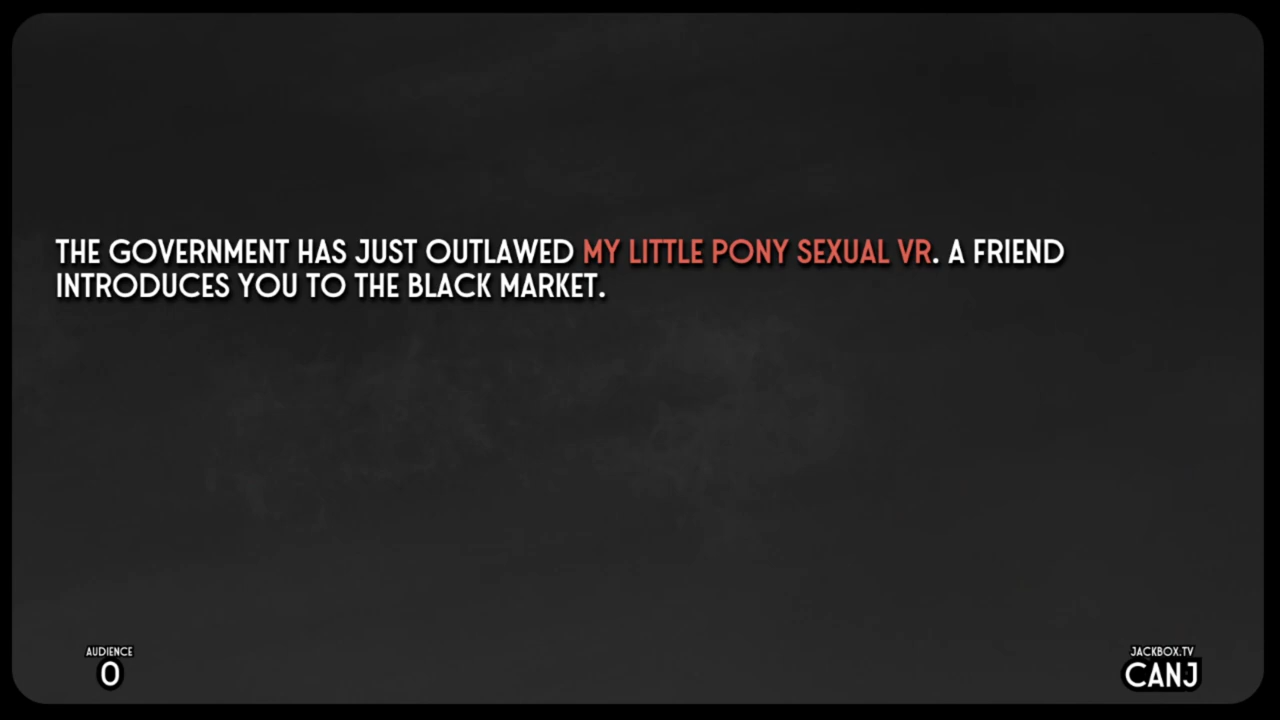 THE GOVERNMENT HAS JUST OUTLAWED MY LITTLE PONY SEXUAL VR. A FRIEND
INTRODUCES YOU TO THE BLACK MARKET.
AUDIENCE
0
JACKBOX.TV
CANJ